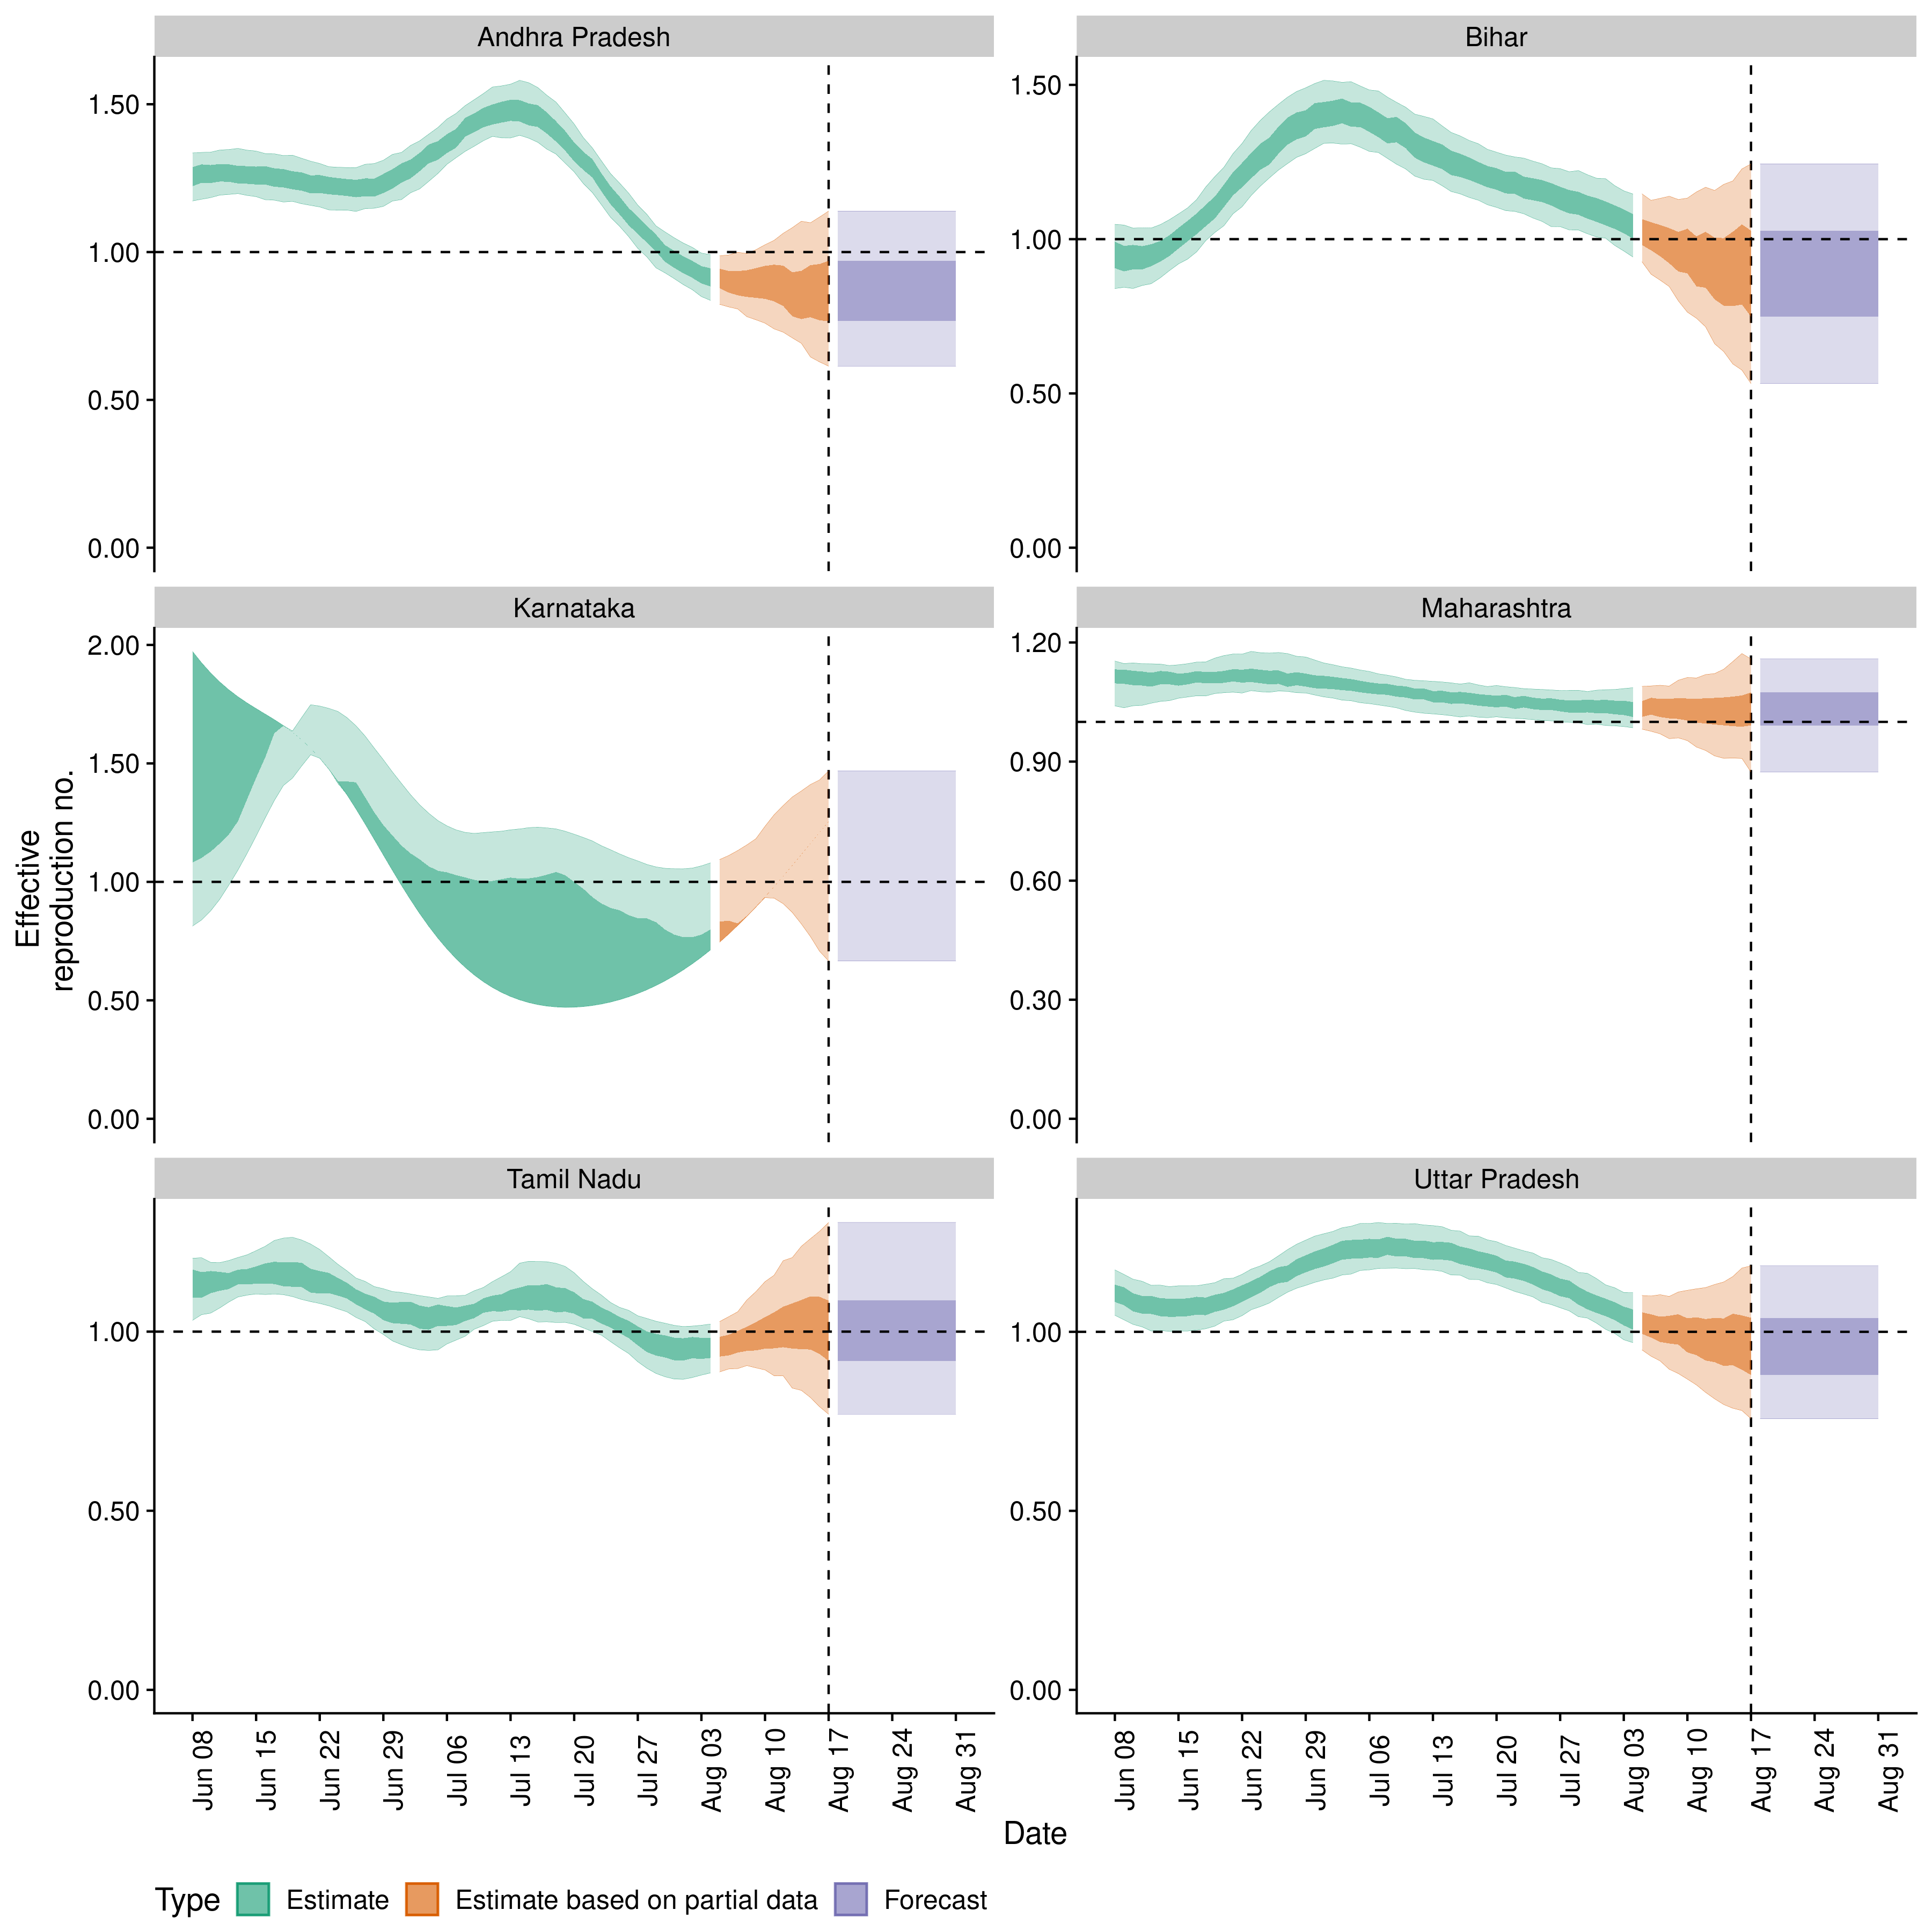 Andhra Pradesh
Bihar
1.50
1.00
0.50
0.00
1.50
1.00
0.50
0.00
Karnataka
Maharashtra
2.00
1.50
1.00
0.50
0.00
1.20
0.90
0.60
0.30
0.00
Effective
reproduction no.
Tamil Nadu
Uttar Pradesh
1.00
0.50
0.00
1.00
0.50
0.00
Jun 08
Jun 15
Jun 22
Jun 29
Jul 06
Jul 13
Jul 20
Jul 27
Aug 03
Aug 10
Aug 17
Aug 24
Aug 31
Jun 08
Jun 15
Jun 22
Jun 29
Jul 06
Jul 13
Jul 20
Jul 27
Aug 03
Aug 10
Aug 17
Aug 24
Aug 31
Date
Type Estimate Estimate based on partial data Forecast